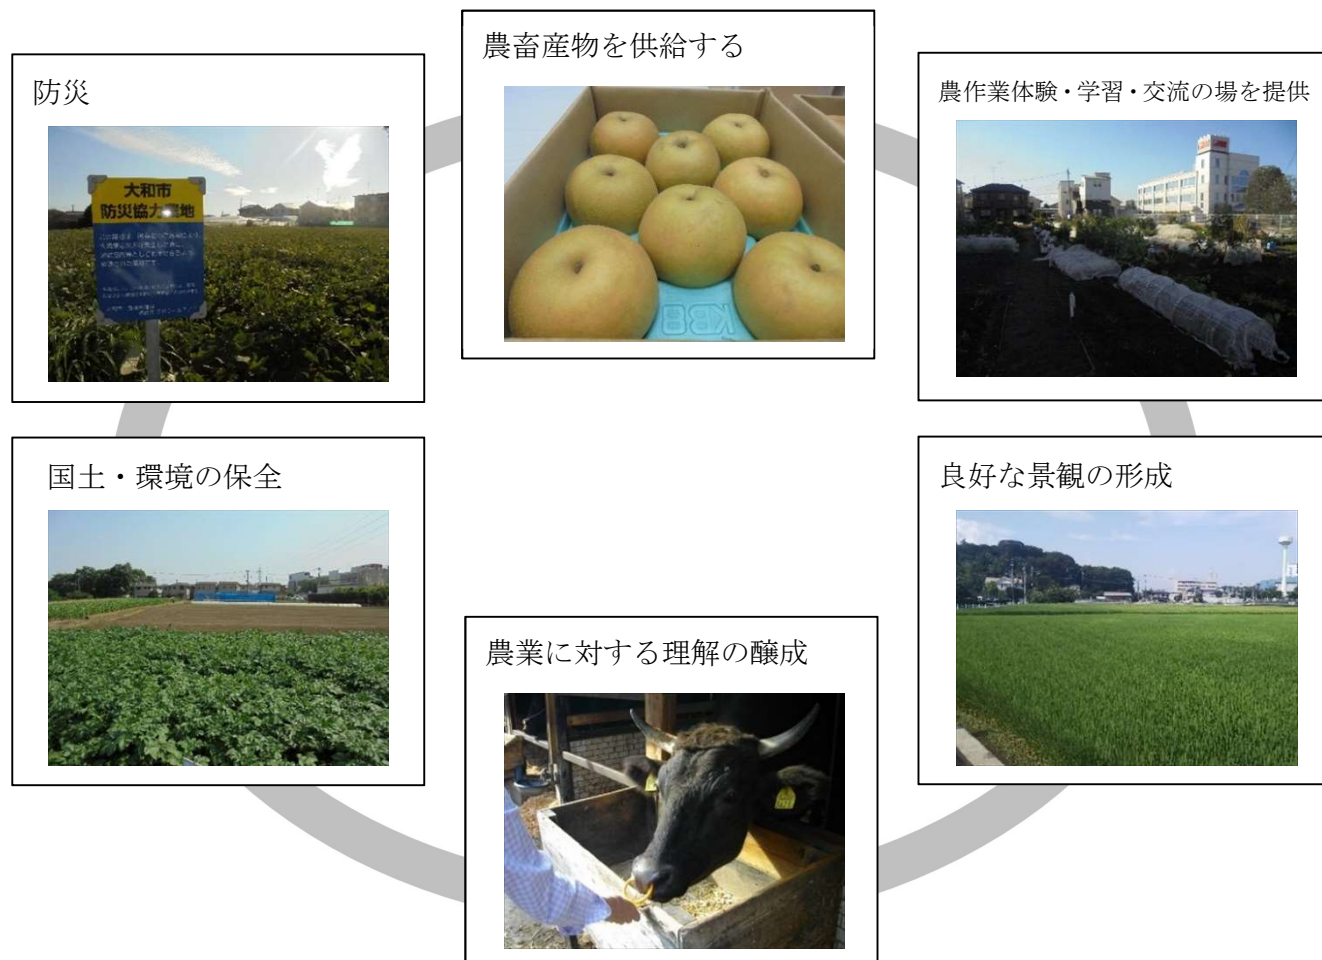 農畜産物を供給する
防災
農作業体験・学習・交流の場を提供
大和市
防災協力農地
KBB
国土・環境の保全
良好な景観の形成
農業に対する理解の醸成